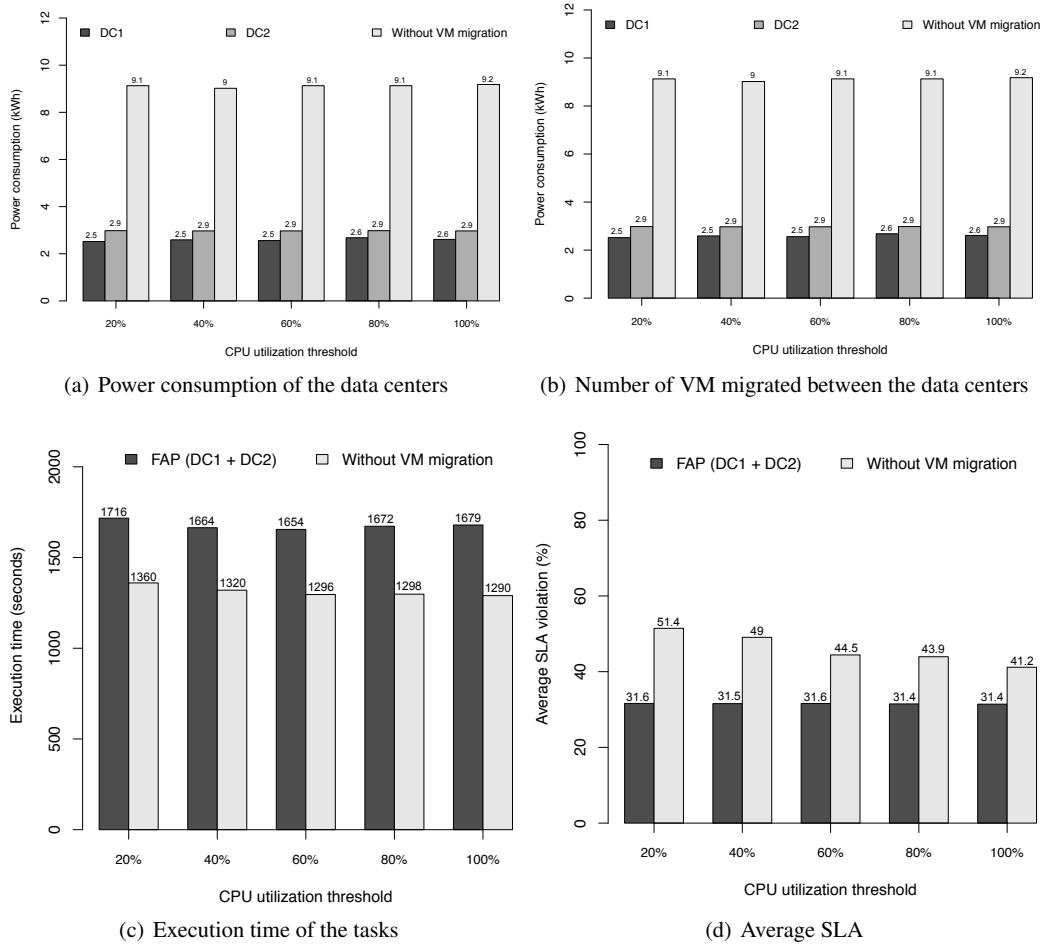 DC1 DC2 Without VM migration
Power consumption (kWh)
0 2 4 6 8 10 12
2.5 2.9 9.1 2.5 2.9 9 2.5 2.9 9.1 2.6 2.9 9.1 2.6 2.9 9.2
20% 40% 60% 80% 100%
CPU utilization threshold
(a) Power consumption of the data centers
DC1 DC2 Without VM migration
Power consumption (kWh)
0 2 4 6 8 10 12
2.5 2.9 9.1 2.5 2.9 9 2.5 2.9 9.1 2.6 2.9 9.1 2.6 2.9 9.2
20% 40% 60% 80% 100%
CPU utilization threshold
(b) Number of VM migrated between the data centers
FAP (DC1 + DC2) Without VM migration
Execution time (seconds)
0 500 1000 1500 2000
1716 1360 1664 1320 1654 1296 1672 1298 1679 1290
20% 40% 60% 80% 100%
CPU utilization threshold
(c) Execution time of the tasks
FAP (DC1 + DC2) Without VM migration
Average SLA violation (%)
0 20 40 60 80 100
31.6 51.4 31.5 49 31.6 44.5 31.4 43.9 31.4 41.2
20% 40% 60% 80% 100%
CPU utilization threshold
(d) Average SLA